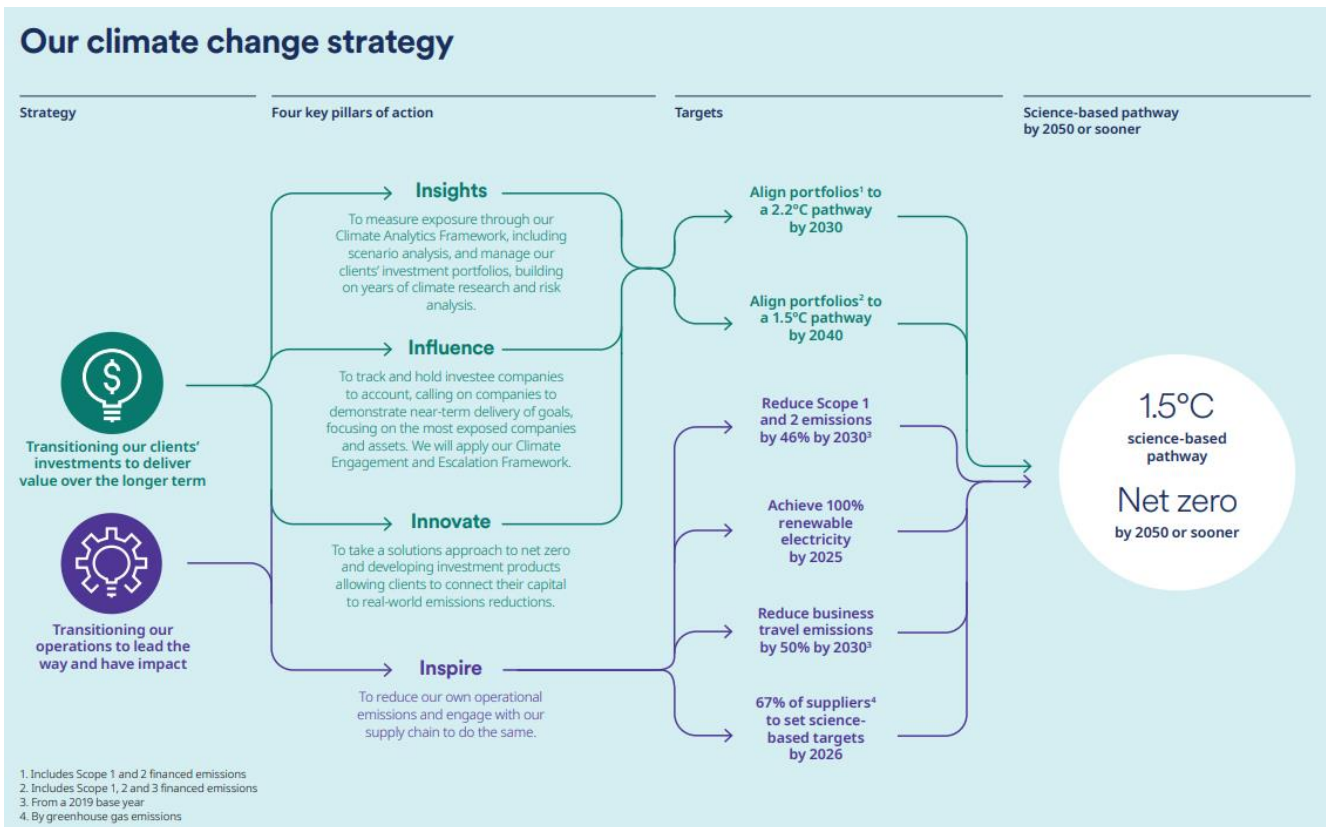 Our climate change strategy
Strategy
Four key pillars of action
Targets
Science-based pathway
by 2050 or sooner
Transitioning our clients’
investments to deliver
value over the longer term
Transitioning our
operations to lead the
way and have impact
Insights
To measure exposure through our
Climate Analytics Framework, including
scenario analysis, and manage our
clients’ investment portfolios, building
on years of climate research and risk
analysis.
Influence
To track and hold investee companies
to account, calling on companies to
demonstrate near-term delivery of goals,
focusing on the most exposed companies
and assets. We will apply our Climate
Engagement and Escalation Framework.
Innovate
To take a solutions approach to net zero
and developing investment products
allowing clients to connect their capital
to real-world emissions reductions.
Inspire
To reduce our own operational
emissions and engage with our
supply chain to do the same.
Align portfolios¹ to
a 2.2°C pathway
by 2030
Align portfolios² to
a 1.5°C pathway
by 2040
Reduce Scope 1
and 2 emissions
by 46% by 2030³
Achieve 100%
renewable
electricity
by 2025
Reduce business
travel emissions
by 50% by 2030³
67% of suppliers⁴
to set science-
based targets
by 2026
1.5°C
science-based
pathway
Net zero
by 2050 or sooner
$
1. Includes Scope 1 and 2 financed emissions
2. Includes Scope 1, 2 and 3 financed emissions
3. From a 2019 base year
4. By greenhouse gas emissions